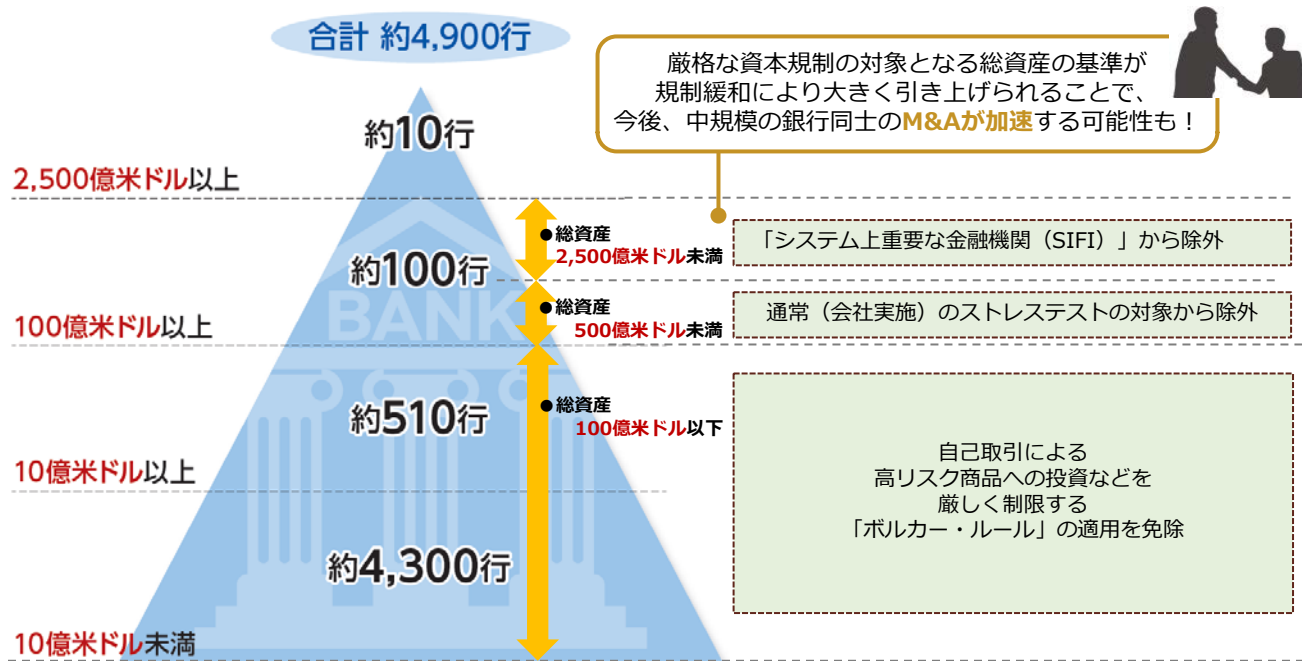 合計 約4,900行
厳格な資本規制の対象となる総資産の基準が
規制緩和により大きく引き上げられることで、
今後、中規模の銀行同士のM&Aが加速する可能性も！
約10行
2,500億米ドル以上
●総資産
2,500億米ドル未満
「システム上重要な金融機関（SIFI）」から除外
約100行
BANK
100億米ドル以上
●総資産
500億米ドル未満
通常（会社実施）のストレステストの対象から除外
約510行
●総資産
100億米ドル以下
10億米ドル以上
自己取引による
高リスク商品への投資などを
厳しく制限する
「ボルカー・ルール」の適用を免除
約4,300行
10億米ドル未満